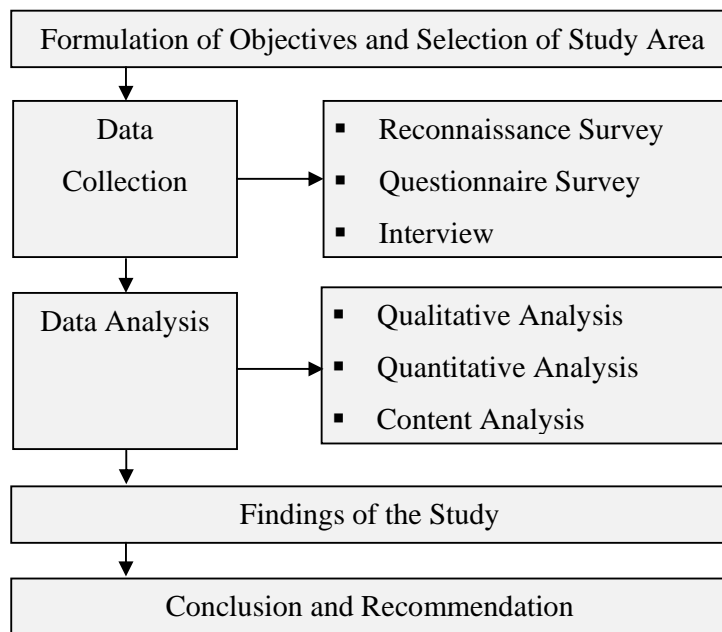 Formulation of Objectives and Selection of Study Area
Data
Collection
▪ Reconnaissance Survey
▪ Questionnaire Survey
▪ Interview
Data Analysis
▪ Qualitative Analysis
▪ Quantitative Analysis
▪ Content Analysis
Findings of the Study
Conclusion and Recommendation